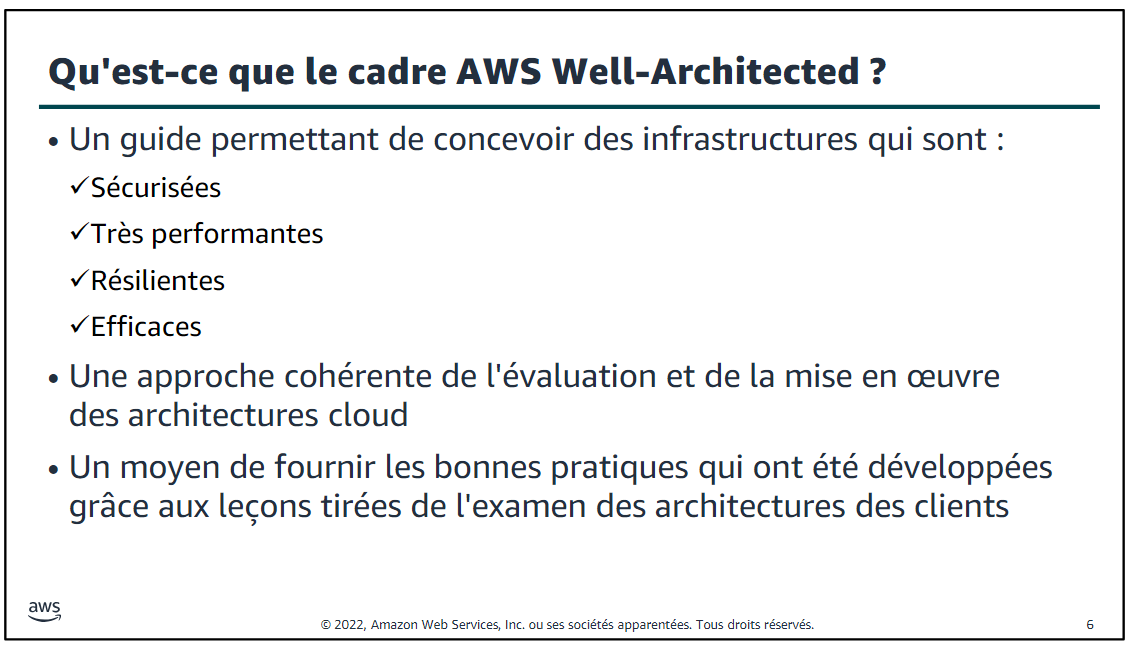 Qu'est-ce que le cadre AWS Well-Architected ?
• Un guide permettant de concevoir des infrastructures qui sont :
✓Sécurisées
✓Très performantes
✓Résilientes
✓Efficaces
• Une approche cohérente de l'évaluation et de la mise en œuvre
des architectures cloud
• Un moyen de fournir les bonnes pratiques qui ont été développées
grâce aux leçons tirées de l'examen des architectures des clients
aws
© 2022, Amazon Web Services, Inc. ou ses sociétés apparentées. Tous droits réservés.
6